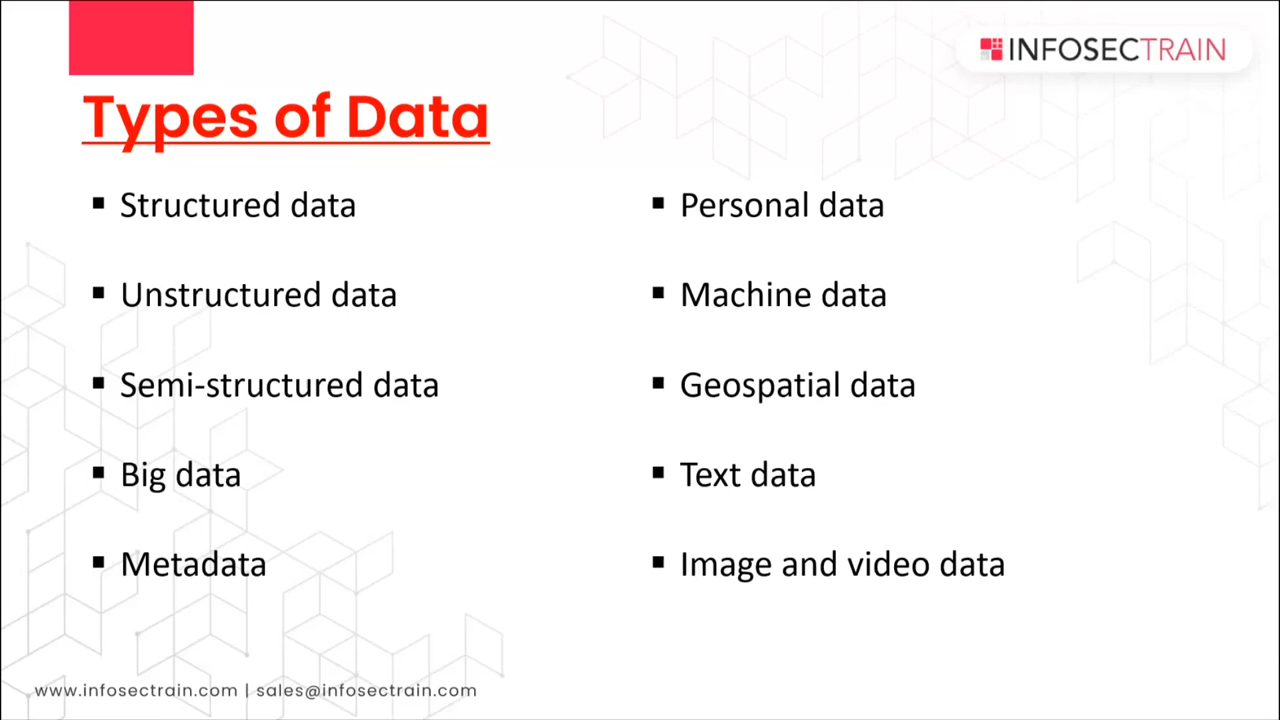 INFOSECTRAIN
Types of Data
▪ Structured data
▪ Unstructured data
▪ Semi-structured data
▪ Big data
▪ Metadata
▪ Personal data
▪ Machine data
▪ Geospatial data
▪ Text data
▪ Image and video data
www.infosectrain.com | sales@infosectrain.com